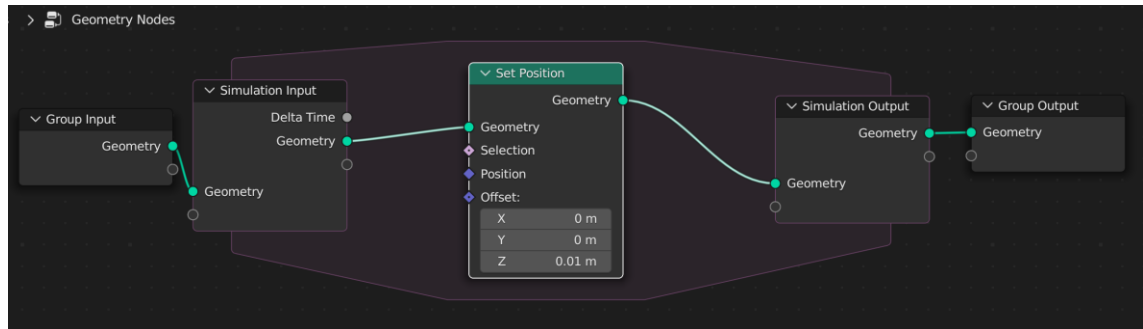 Geometry Nodes
Group Input
Geometry
Simulation Input
Delta Time
Geometry
Geometry
Set Position
Geometry
Geometry
Selection
Position
Offset:
X 0 m
Y 0 m
Z 0.01 m
Simulation Output
Geometry
Geometry
Group Output
Geometry